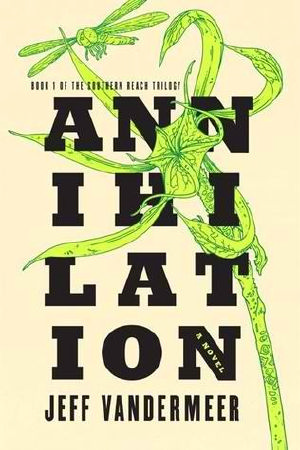 BOOK 1 OF THE SOUTHERN REACH TRILOGY
ANN
IHI
LAT
ION
A NOVEL
JEFF VANDERMEER